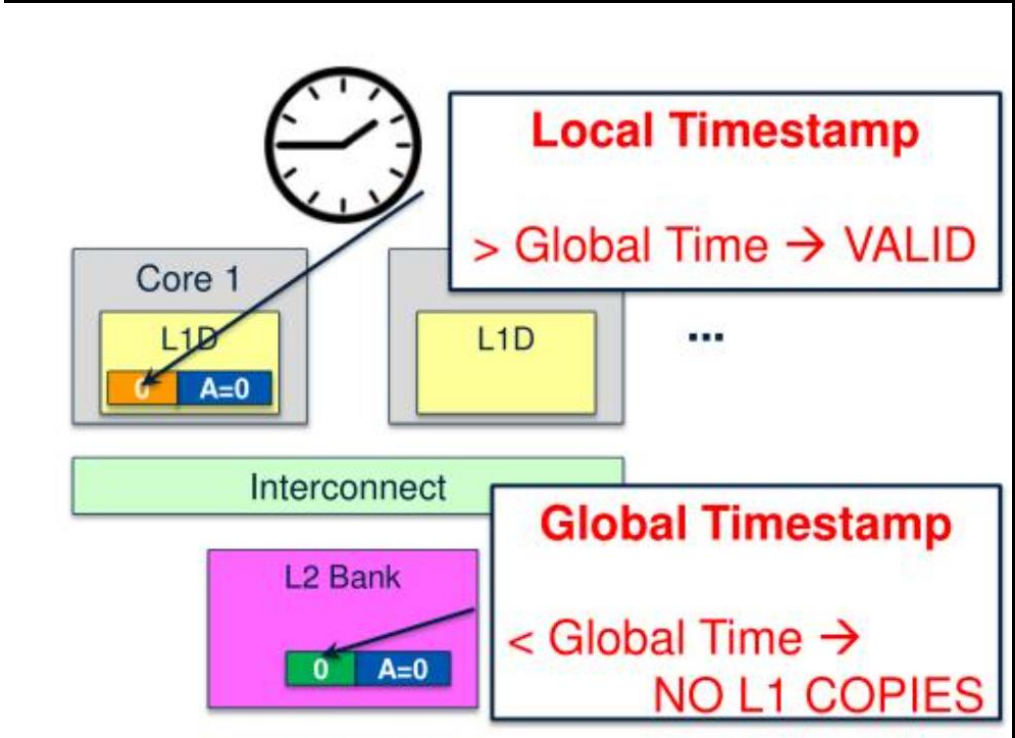 Local Timestamp
> Global Time → VALID
Core 1
L1D
0 A=0
L1D
...
Interconnect
Global Timestamp
< Global Time →
NO L1 COPIES
L2 Bank
0 A=0